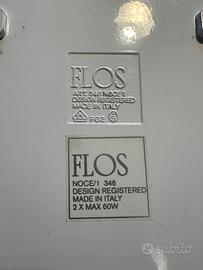 FLOS
ART. 346 NOCE/1
DESIGN REGISTERED
MADE IN ITALY
FLOS
NOCE/1 346
DESIGN REGISTERED
MADE IN ITALY
2 X MAX 60W
subito